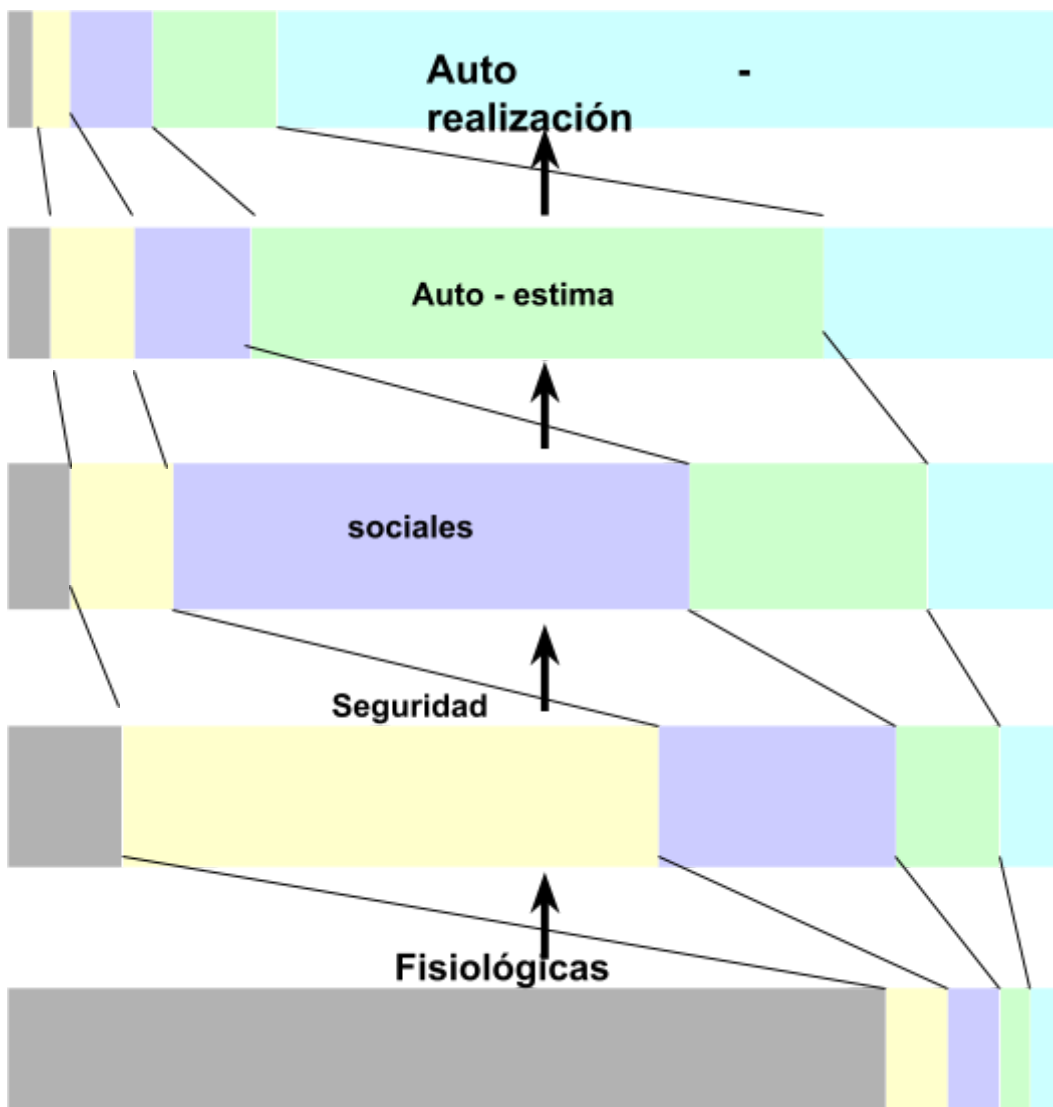 Auto -
realización
Auto - estima
sociales
Seguridad
Fisiológicas